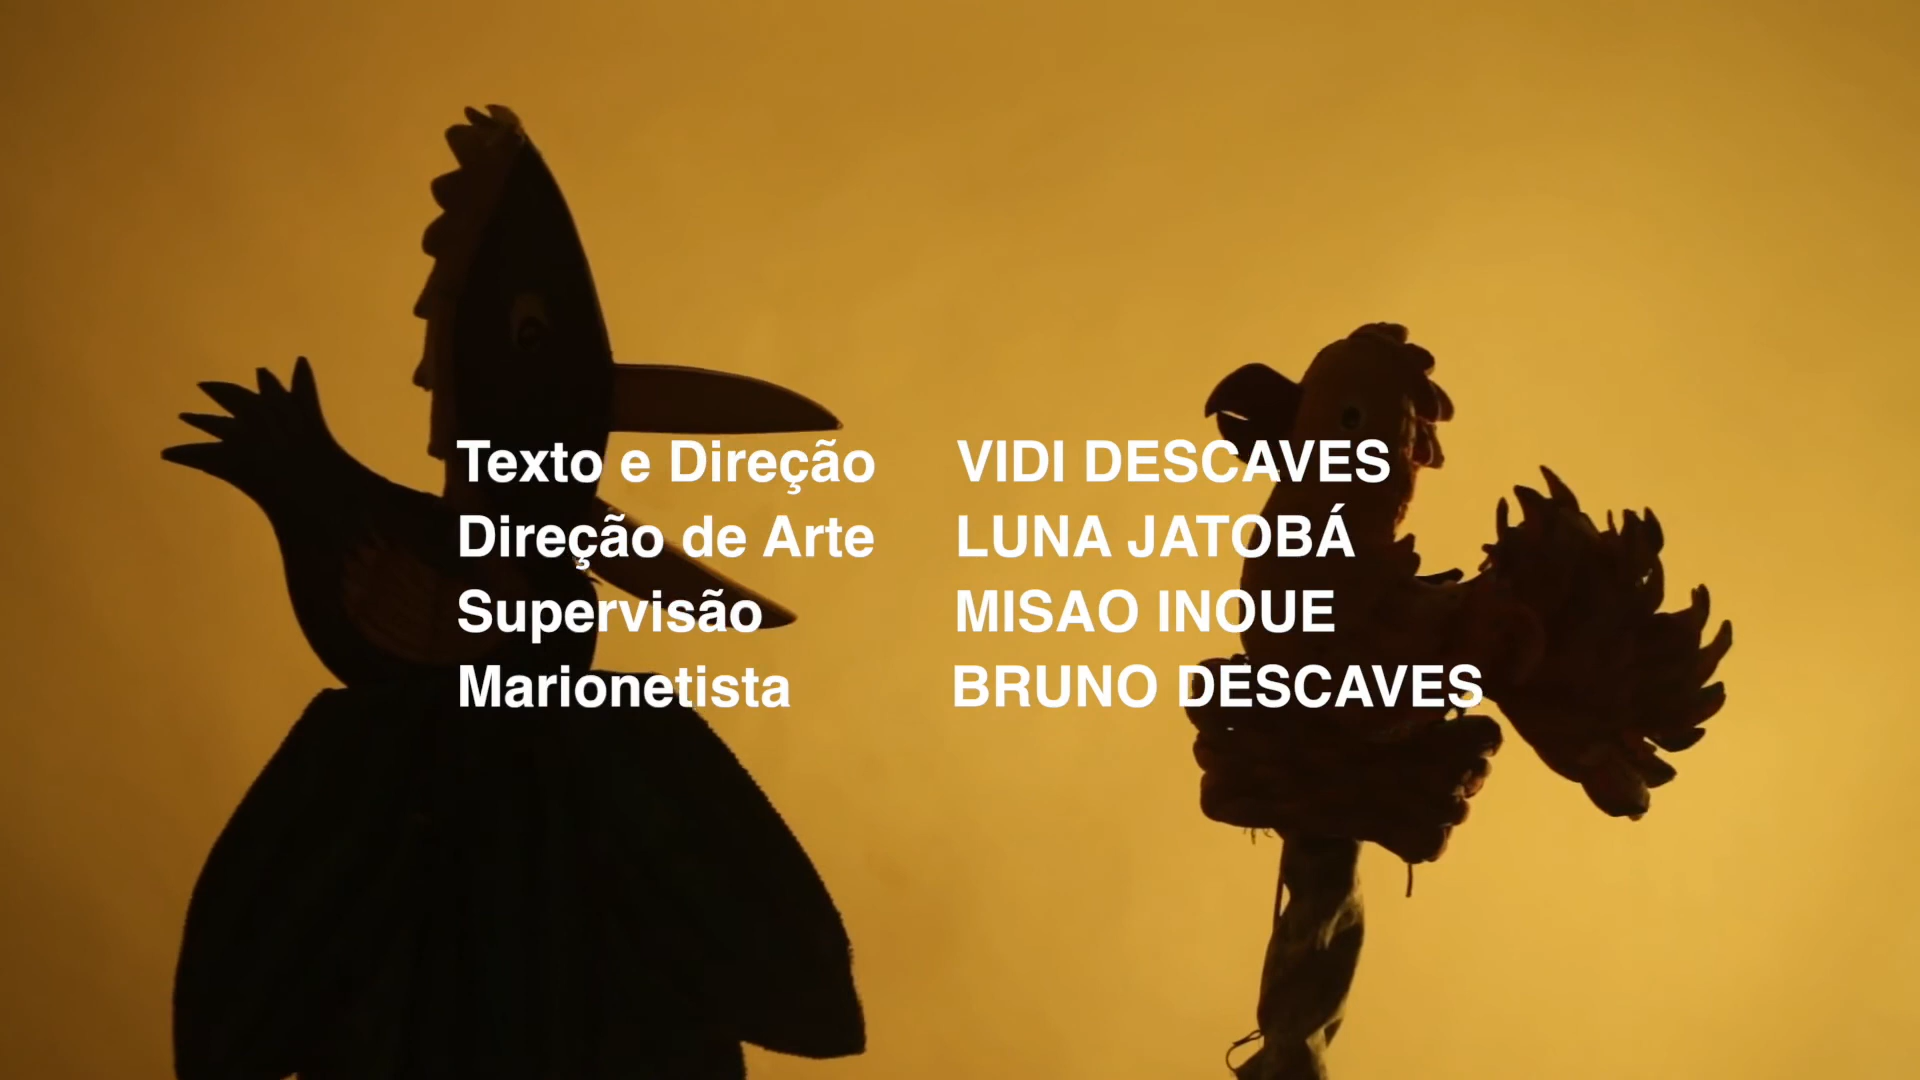 Texto e Direção VIDI DESCAVES
Direção de Arte LUNA JATOBÁ
Supervisão MISAO INOUE
Marionetista BRUNO DESCAVES